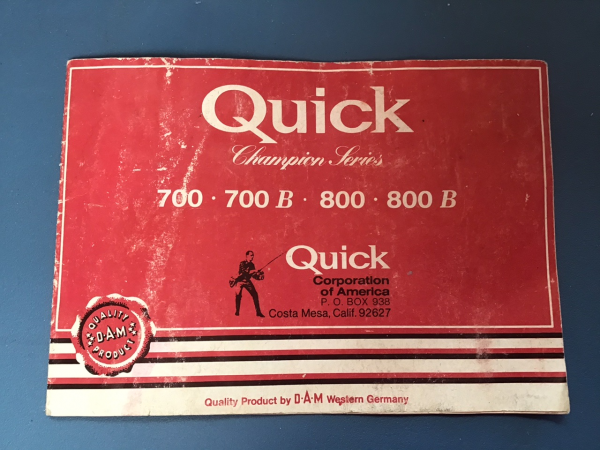 Quick
Champion Series
700 · 700 B · 800 · 800 B
Quick
Corporation
of America
P. O. BOX 938
Costa Mesa, Calif. 92627
QUALITY
D·A·M
PRODUCT
Quality Product by D·A·M Western Germany